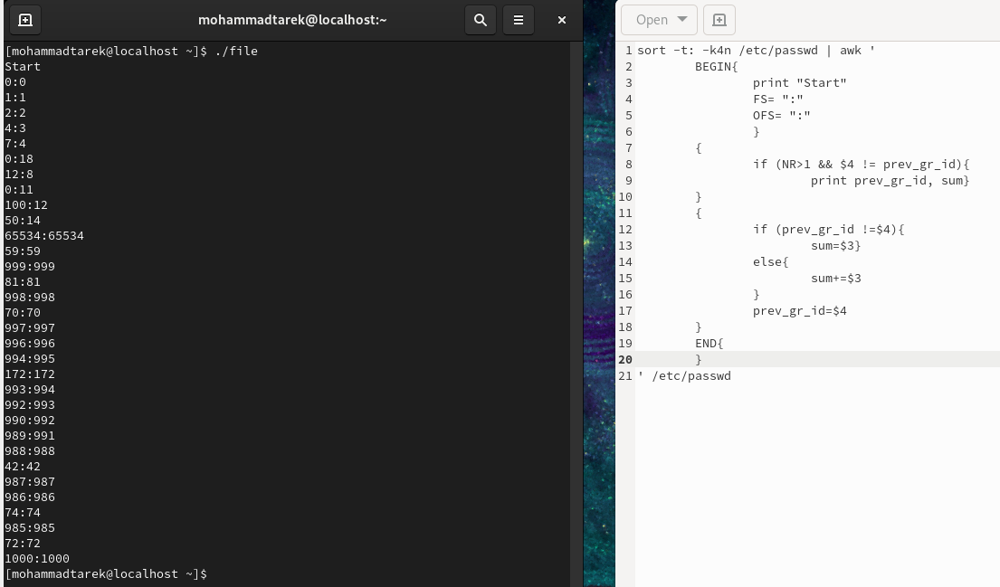 mohammadtarek@localhost:~
[mohammadtarek@localhost ~]$ ./file
Start
0:0
1:1
2:2
4:3
7:4
0:18
12:8
0:11
100:12
50:14
65534:65534
59:59
999:999
81:81
998:998
70:70
997:997
996:996
994:995
172:172
993:994
992:993
990:992
989:991
988:988
42:42
987:987
986:986
74:74
985:985
72:72
1000:1000
[mohammadtarek@localhost ~]$
Open
1 sort -t: -k4n /etc/passwd | awk '
2 BEGIN{
3 print "Start"
4 FS= ":"
5 OFS= ":"
6 }
7 {
8 if (NR>1 && $4 != prev_gr_id){
9 print prev_gr_id, sum}
10 }
11 {
12 if (prev_gr_id !=$4){
13 sum=$3}
14 else{
15 sum+=$3
16 }
17 prev_gr_id=$4
18 }
19 END{
20 }
21 ' /etc/passwd